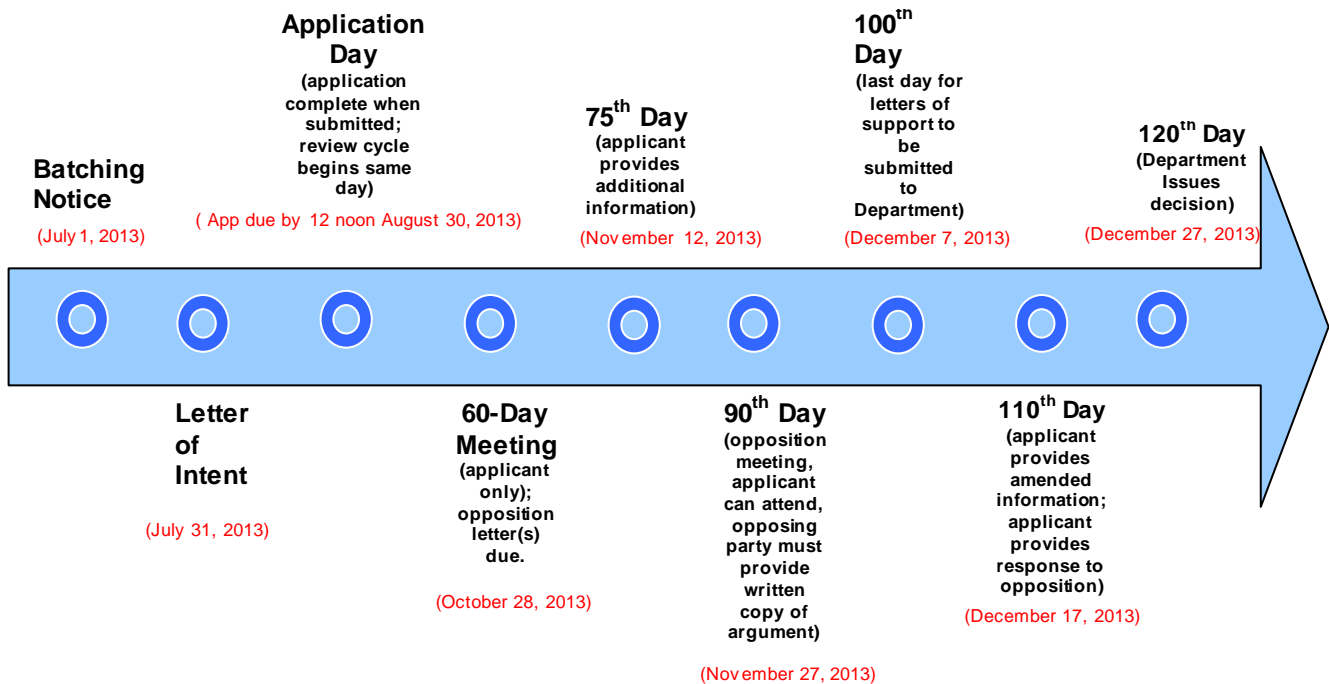 Batching
Notice
(July 1, 2013)
Application
Day
(application
complete when
submitted;
review cycle
begins same
day)
( App due by 12 noon August 30, 2013)
75th Day
(applicant
provides
additional
information)
(November 12, 2013)
100th
Day
(last day for
letters of
support to
be
submitted
to
Department)
(December 7, 2013)
120th Day
(Department
Issues
decision)
(December 27, 2013)
Letter
of
Intent
(July 31, 2013)
60-Day
Meeting
(applicant
only);
opposition
letter(s)
due.
(October 28, 2013)
90th Day
(opposition
meeting,
applicant
can attend,
opposing
party must
provide
written
copy of
argument)
(November 27, 2013)
110th Day
(applicant
provides
amended
information;
applicant
provides
response to
opposition)
(December 17, 2013)